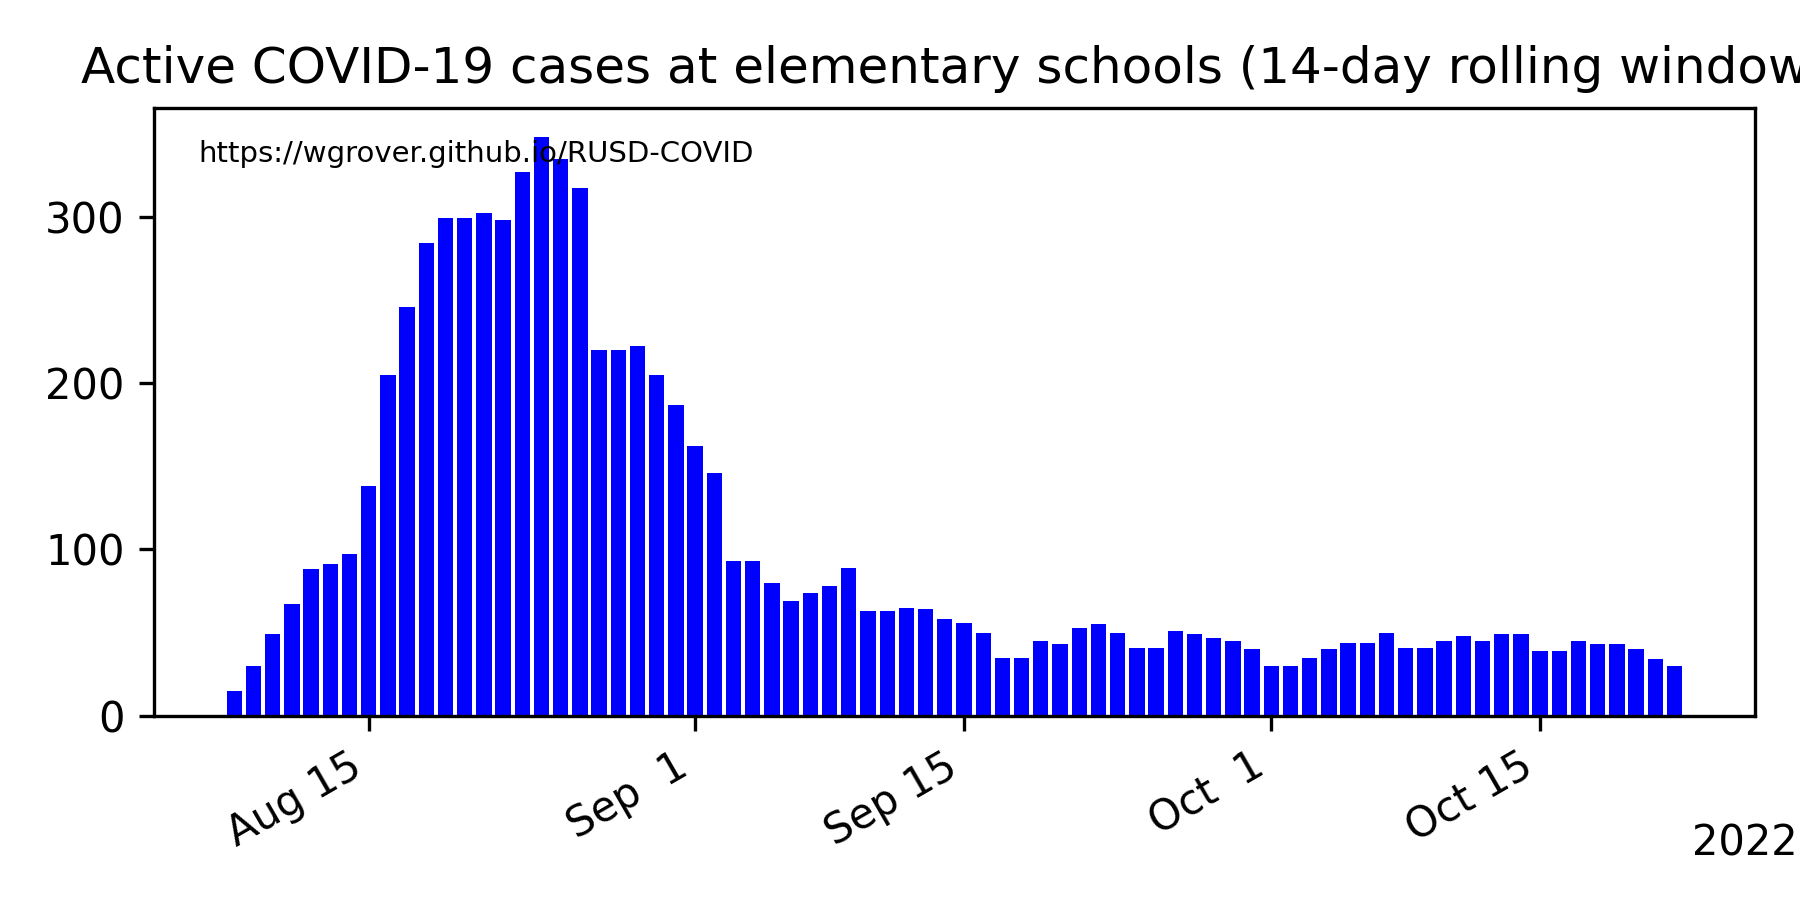 Active COVID-19 cases at elementary schools (14-day rolling window
https://wgrover.github.io/RUSD-COVID
300
200
100
0
Aug 15
Sep 1
Sep 15
Oct 1
Oct 15
2022